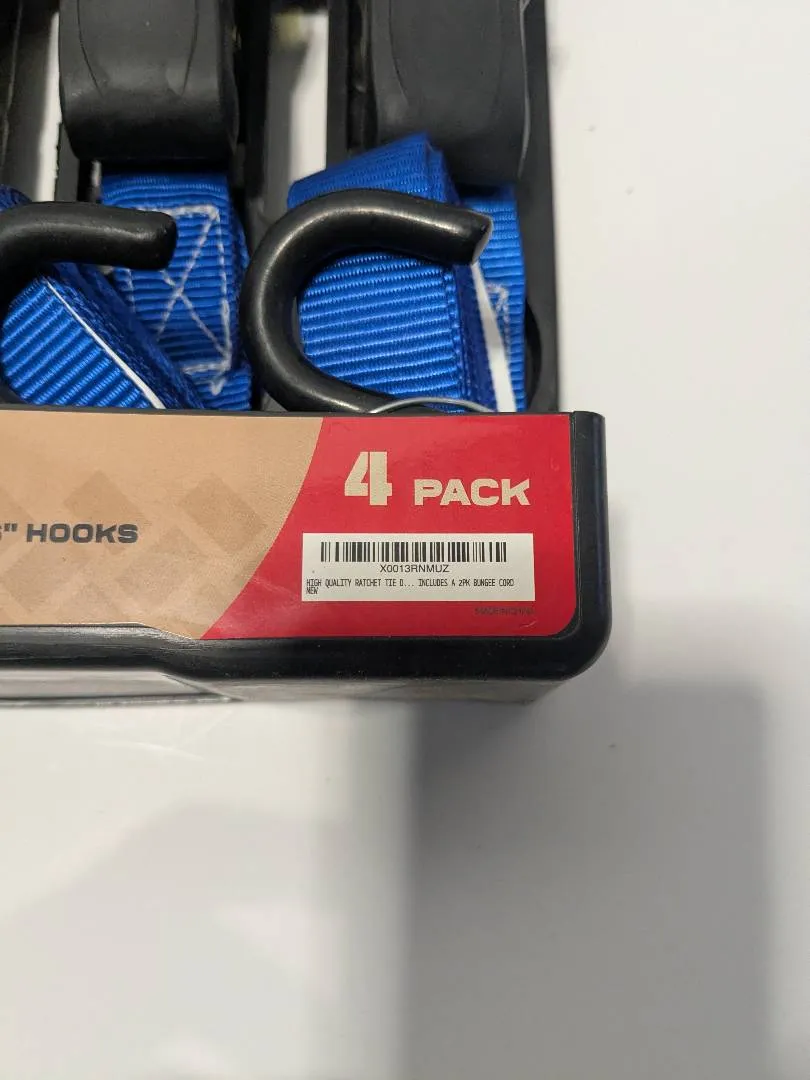 4 PACK
" HOOKS
X0013RNMUZ
HIGH QUALITY RATCHET TIE D... INCLUDES A 2PK BUNGEE CORD
NEW
MADE IN CHINA